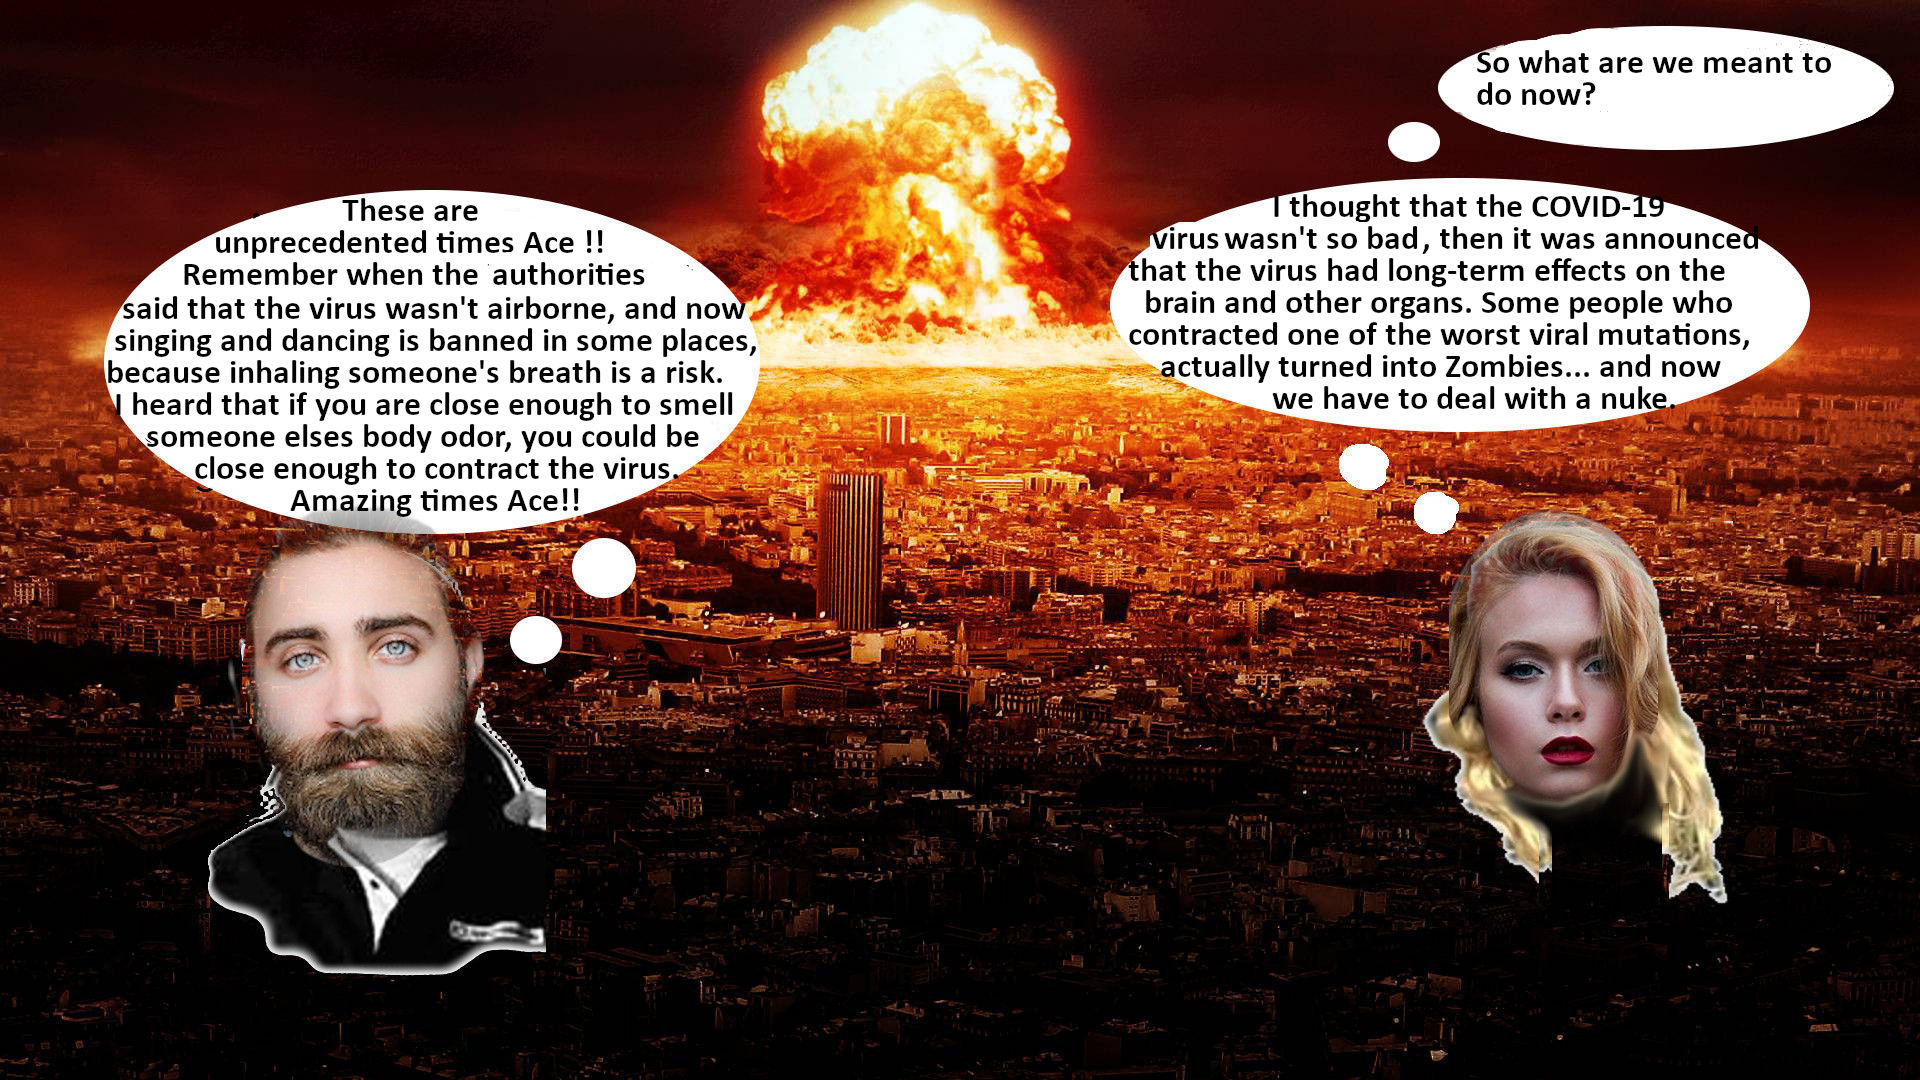 These are
unprecedented times Ace !!
Remember when the authorities
said that the virus wasn't airborne, and now
singing and dancing is banned in some places,
because inhaling someone's breath is a risk.
I heard that if you are close enough to smell
someone elses body odor, you could be
close enough to contract the virus.
Amazing times Ace!!
I thought that the COVID-19
virus wasn't so bad, then it was announced
that the virus had long-term effects on the
brain and other organs. Some people who
contracted one of the worst viral mutations,
actually turned into Zombies... and now
we have to deal with a nuke.
So what are we meant to
do now?